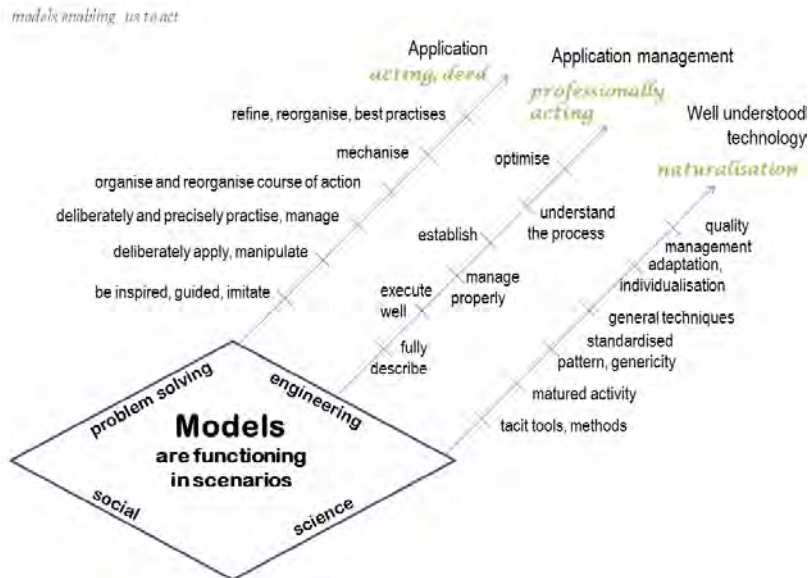 models enabling us to act
Application
acting, deed
Application management
professionally
acting
Well understood
technology
naturalisation
refine, reorganise, best practises
mechanise
organise and reorganise course of action
deliberately and precisely practise, manage
deliberately apply, manipulate
be inspired, guided, imitate
optimise
understand
the process
establish
manage
properly
execute
well
fully
describe
quality
management
adaptation,
individualisation
general techniques
standardised
pattern, genericity
matured activity
tacit tools, methods
problem solving
engineering
Models
are functioning
in scenarios
social
science